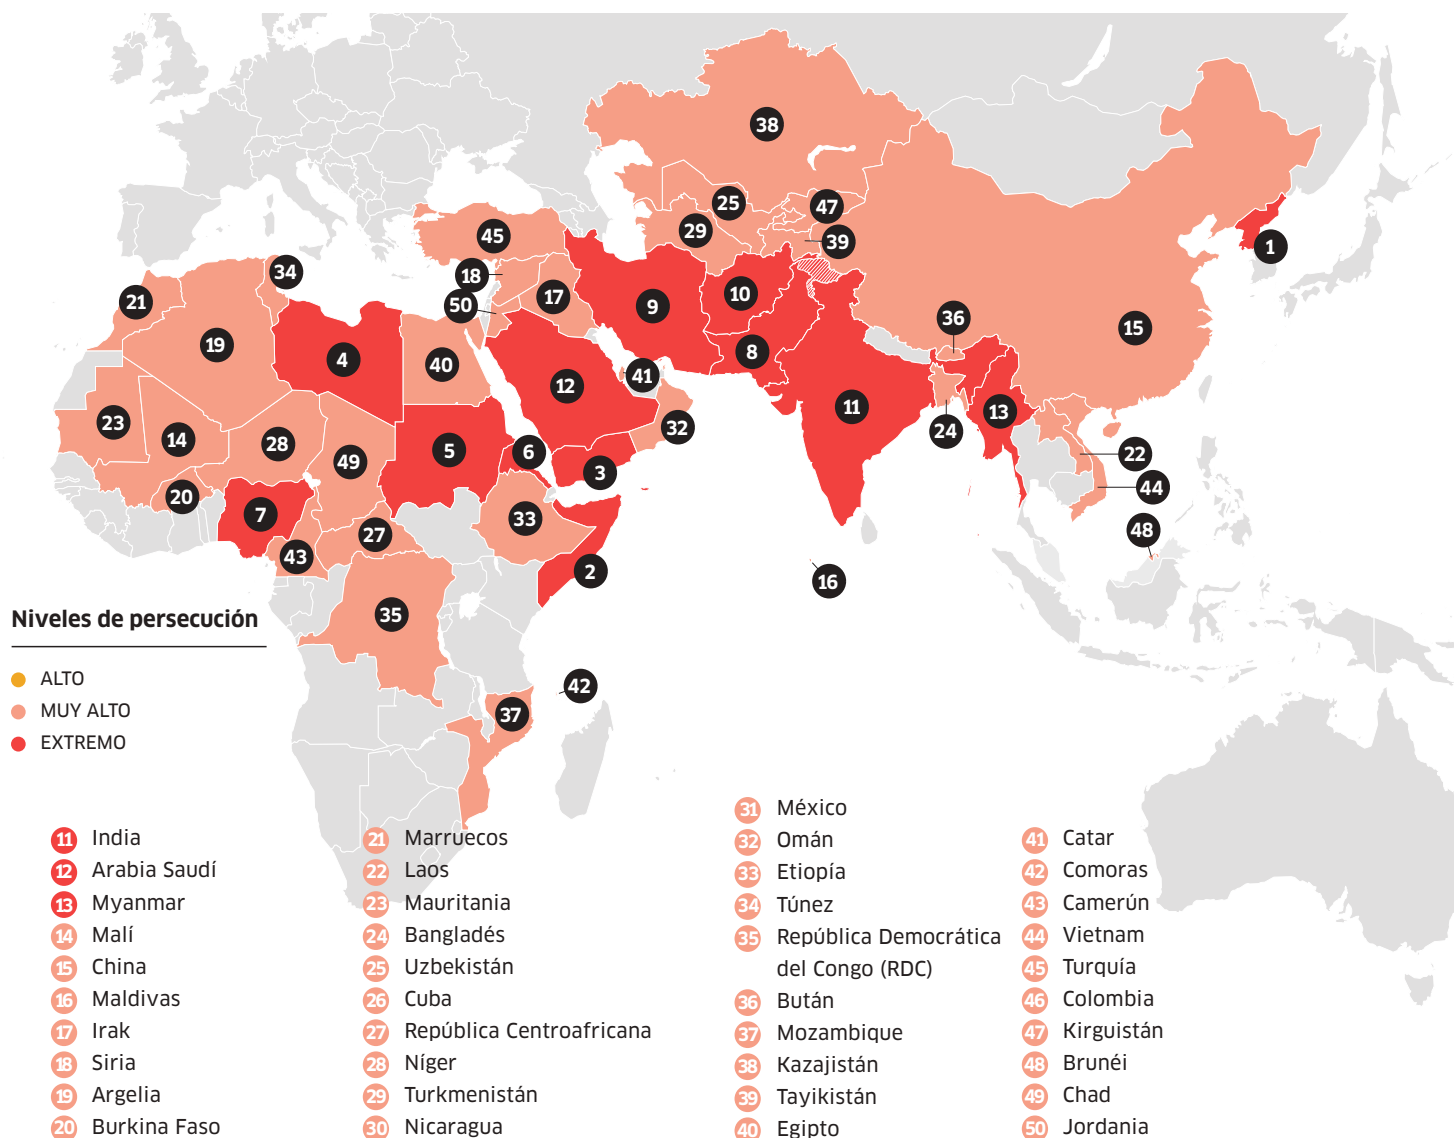 38
25
47
45
29
39
1
34
18
21
50
17
9
10
36
19
4
40
8
15
41
12
11
23
14
28
5
6
32
24
13
49
3
22
20
44
7
33
27
48
43
2
16
35
42
37
Niveles de persecución
ALTO
MUY ALTO
EXTREMO
11 India
12 Arabia Saudí
13 Myanmar
14 Malí
15 China
16 Maldivas
17 Irak
18 Siria
19 Argelia
20 Burkina Faso
21 Marruecos
22 Laos
23 Mauritania
24 Bangladés
25 Uzbekistán
26 Cuba
27 República Centroafricana
28 Níger
29 Turkmenistán
30 Nicaragua
31 México
32 Omán
33 Etiopía
34 Túnez
35 República Democrática
del Congo (RDC)
36 Bután
37 Mozambique
38 Kazajistán
39 Tayikistán
40 Egipto
41 Catar
42 Comoras
43 Camerún
44 Vietnam
45 Turquía
46 Colombia
47 Kirguistán
48 Brunéi
49 Chad
50 Jordania